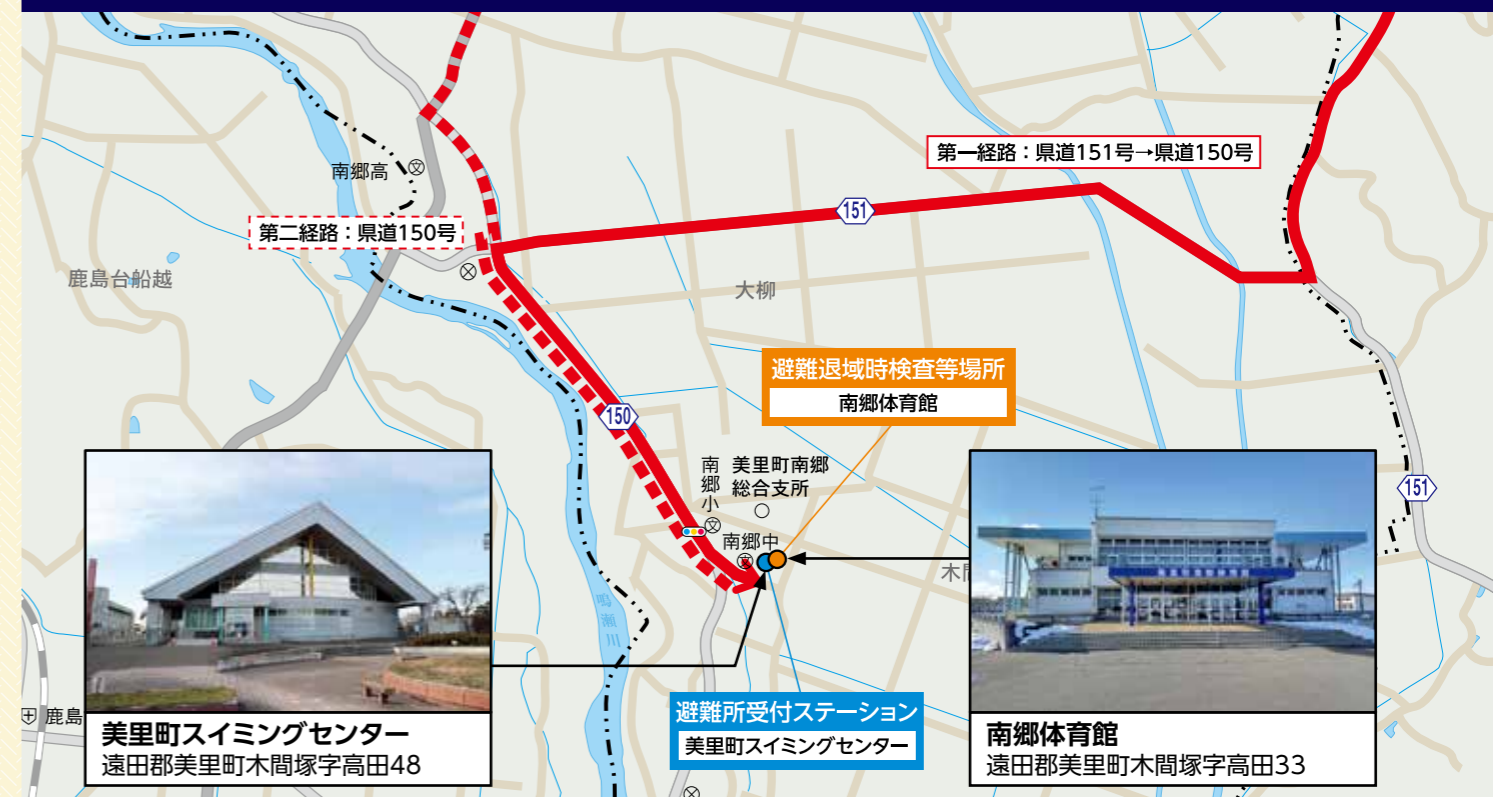 南郷高
第一経路：県道151号→県道150号
151
第二経路：県道150号
鹿島台船越
大柳
避難退域時検査等場所
南郷体育館
150
南郷小
美里町南郷
総合支所
南郷中
151
木間
鳴瀬川
鹿島
避難所受付ステーション
美里町スイミングセンター
美里町スイミングセンター
遠田郡美里町木間塚字高田48
南郷体育館
遠田郡美里町木間塚字高田33